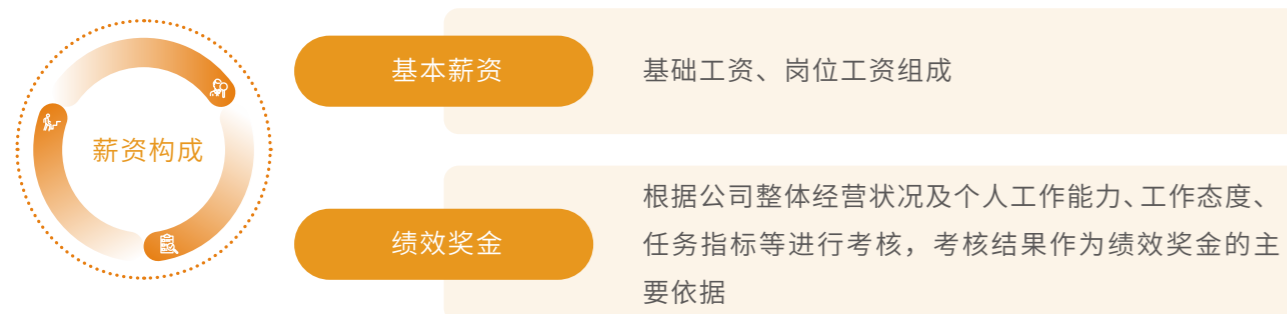 薪资构成
基本薪资
基础工资、岗位工资组成
绩效奖金
根据公司整体经营状况及个人工作能力、工作态度、
任务指标等进行考核，考核结果作为绩效奖金的主
要依据